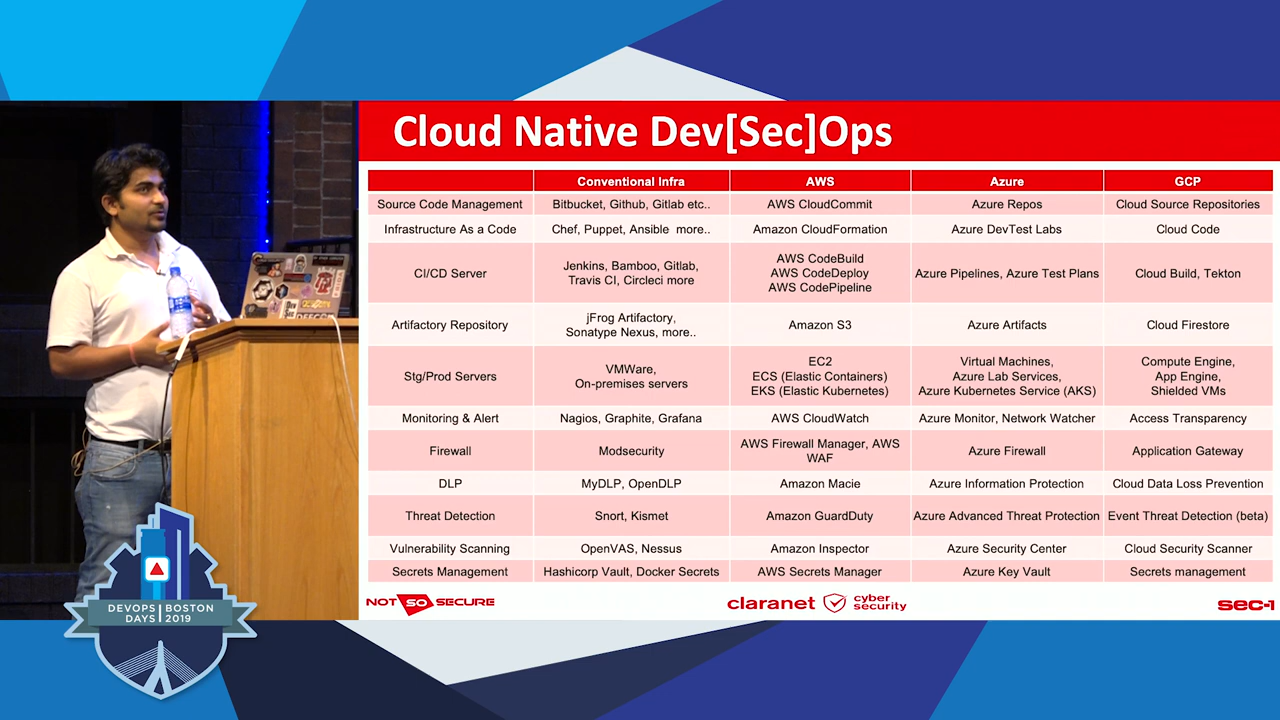 Cloud Native Dev[Sec]Ops
Conventional Infra AWS Azure GCP
Source Code Management Bitbucket, Github, Gitlab etc.. AWS CloudCommit Azure Repos Cloud Source Repositories
Infrastructure As a Code Chef, Puppet, Ansible more.. Amazon CloudFormation Azure DevTest Labs Cloud Code
CI/CD Server
Jenkins, Bamboo, Gitlab,
Travis CI, Circleci more
AWS CodeBuild
AWS CodeDeploy
AWS CodePipeline
Azure Pipelines, Azure Test Plans
Cloud Build, Tekton
Artifactory Repository
jFrog Artifactory,
Sonatype Nexus, more..
Amazon S3
Azure Artifacts
Cloud Firestore
Stg/Prod Servers
VMWare,
On-premises servers
EC2
ECS (Elastic Containers)
EKS (Elastic Kubernetes)
Virtual Machines,
Azure Lab Services,
Azure Kubernetes Service (AKS)
Compute Engine,
App Engine,
Shielded VMs
Monitoring & Alert Nagios, Graphite, Grafana AWS CloudWatch Azure Monitor, Network Watcher Access Transparency
Firewall
Modsecurity
AWS Firewall Manager, AWS
WAF
Azure Firewall
Application Gateway
DLP MyDLP, OpenDLP Amazon Macie Azure Information Protection Cloud Data Loss Prevention
Threat Detection Snort, Kismet Amazon GuardDuty Azure Advanced Threat Protection Event Threat Detection (beta)
Vulnerability Scanning OpenVAS, Nessus Amazon Inspector Azure Security Center Cloud Security Scanner
Secrets Management Hashicorp Vault, Docker Secrets AWS Secrets Manger Azure Key Vault Secrets management
NOT SO SECURE
claranet cyber
security
sec-1
DEVOPS BOSTON
DAYS 2019